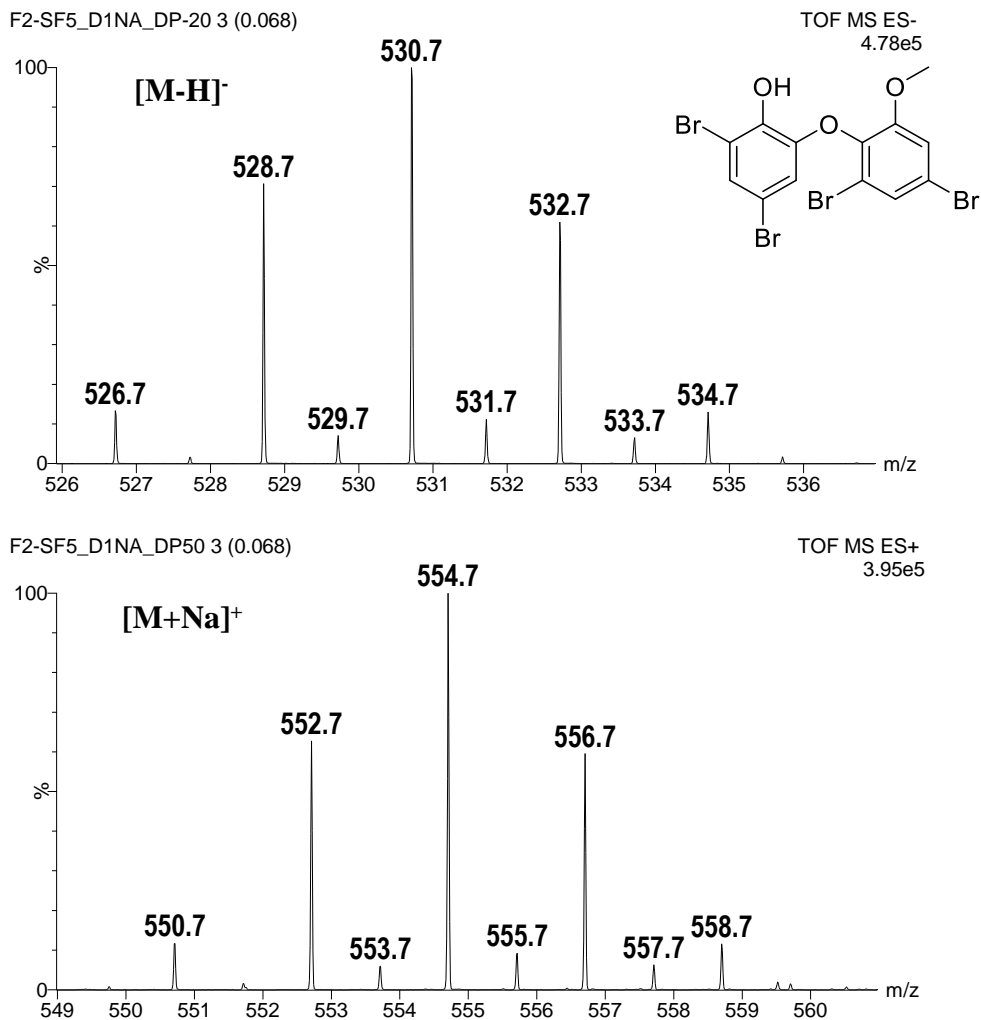 F2-SF5_D1NA_DP-20 3 (0.068)
TOF MS ES-
4.78e5
[M-H]-
530.7
528.7
532.7
526.7
529.7
531.7
533.7
534.7
OH
O
O
Br
Br
Br
Br
100
%
0
526 527 528 529 530 531 532 533 534 535 536 m/z
F2-SF5_D1NA_DP50 3 (0.068)
TOF MS ES+
3.95e5
[M+Na]+
554.7
552.7
556.7
550.7
553.7
555.7
557.7
558.7
100
%
0
549 550 551 552 553 554 555 556 557 558 559 560 m/z